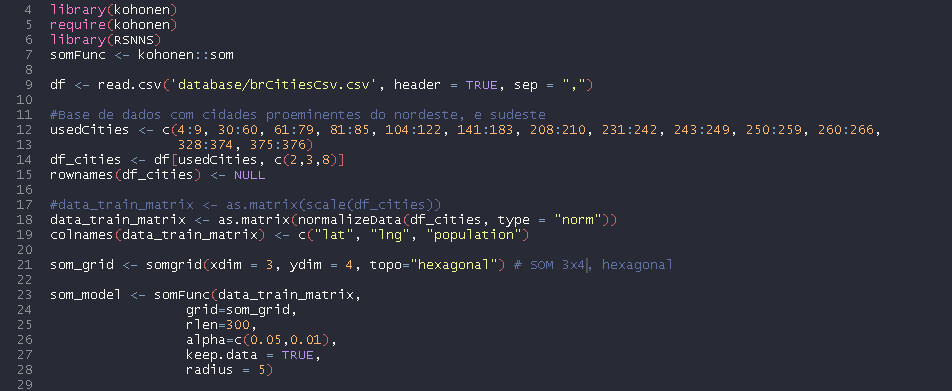 4 library(kohonen)
5 require(kohonen)
6 library(RSNNS)
7 somFunc <- kohonen::som
8
9 df <- read.csv('database/brCitiesCsv.csv', header = TRUE, sep = ",")
10
11 #Base de dados com cidades proeminentes do nordeste, e sudeste
12 usedCities <- c(4:9, 30:60, 61:79, 81:85, 104:122, 141:183, 208:210, 231:242, 243:249, 250:259, 260:266,
13 328:374, 375:376)
14 df_cities <- df[usedCities, c(2,3,8)]
15 rownames(df_cities) <- NULL
16
17 #data_train_matrix <- as.matrix(scale(df_cities))
18 data_train_matrix <- as.matrix(normalizeData(df_cities, type = "norm"))
19 colnames(data_train_matrix) <- c("lat", "lng", "population")
20
21 som_grid <- somgrid(xdim = 3, ydim = 4, topo="hexagonal") # SOM 3x4, hexagonal
22
23 som_model <- somFunc(data_train_matrix,
24 grid=som_grid,
25 rlen=300,
26 alpha=c(0.05,0.01),
27 keep.data = TRUE,
28 radius = 5)
29